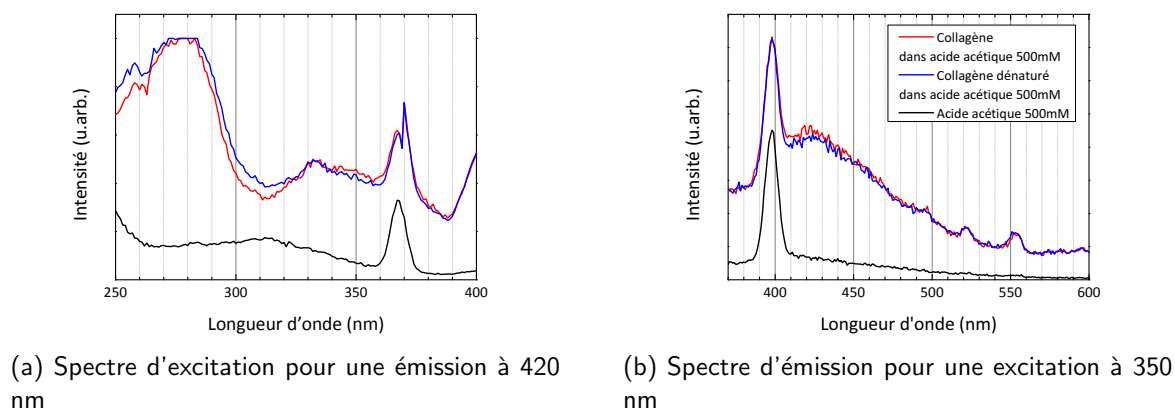 Intensité (u.arb.)
250 300 350 400
Longueur d’onde (nm)
(a) Spectre d'excitation pour une émission à 420
nm
Intensité (u.arb.)
Collagène
dans acide acétique 500mM
Collagène dénaturé
dans acide acétique 500mM
Acide acétique 500mM
400 450 500 550 600
Longueur d'onde (nm)
(b) Spectre d'émission pour une excitation à 350
nm